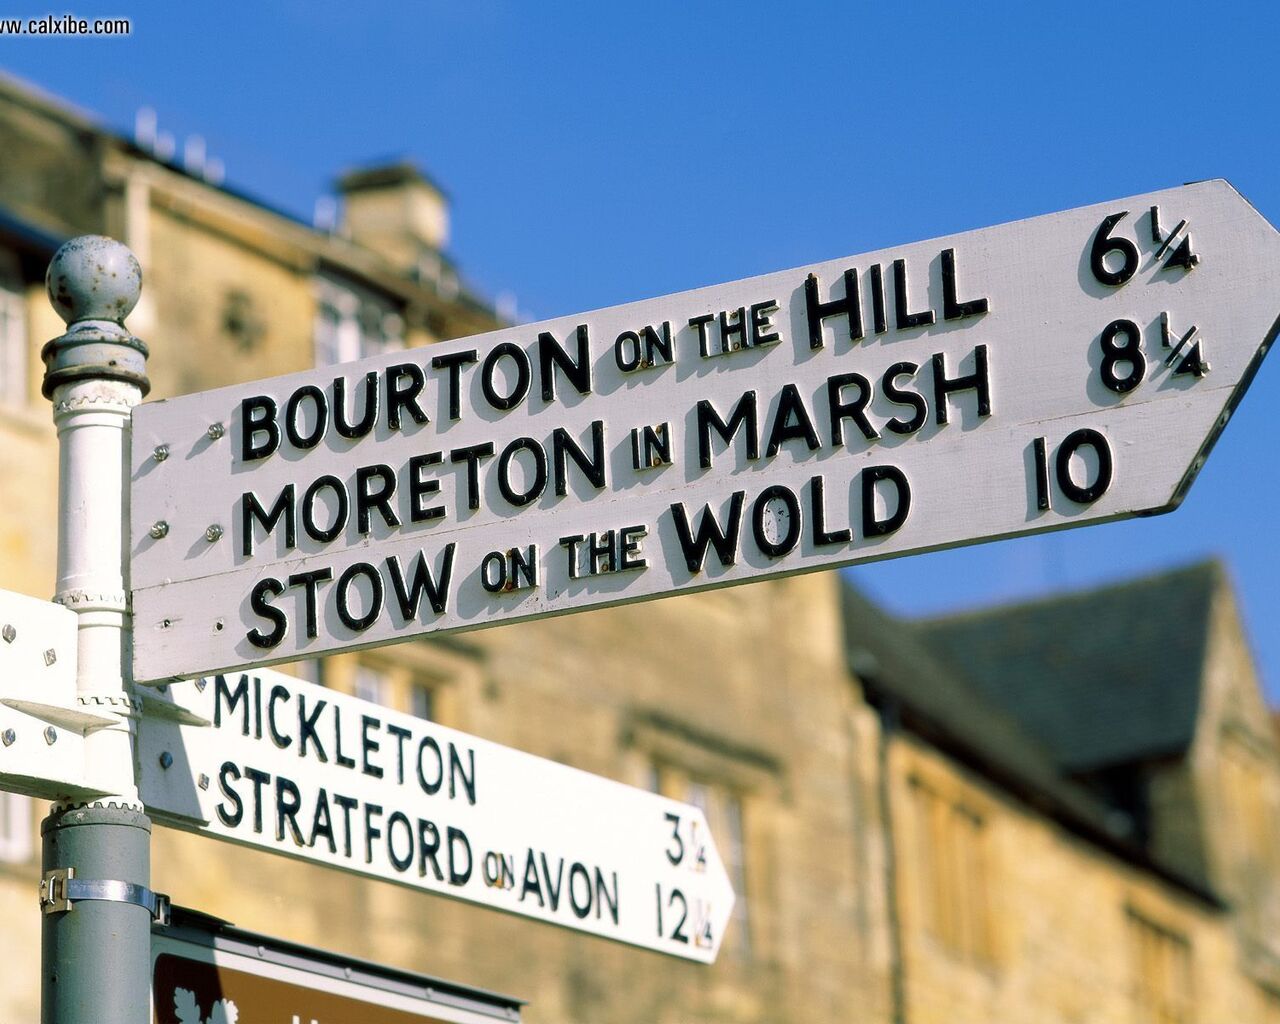 www.calxibe.com
BOURTON ON THE HILL 6¼
MORETON IN MARSH 8¼
STOW ON THE WOLD 10
MICKLETON 3¼
STRATFORD ON AVON 12¼